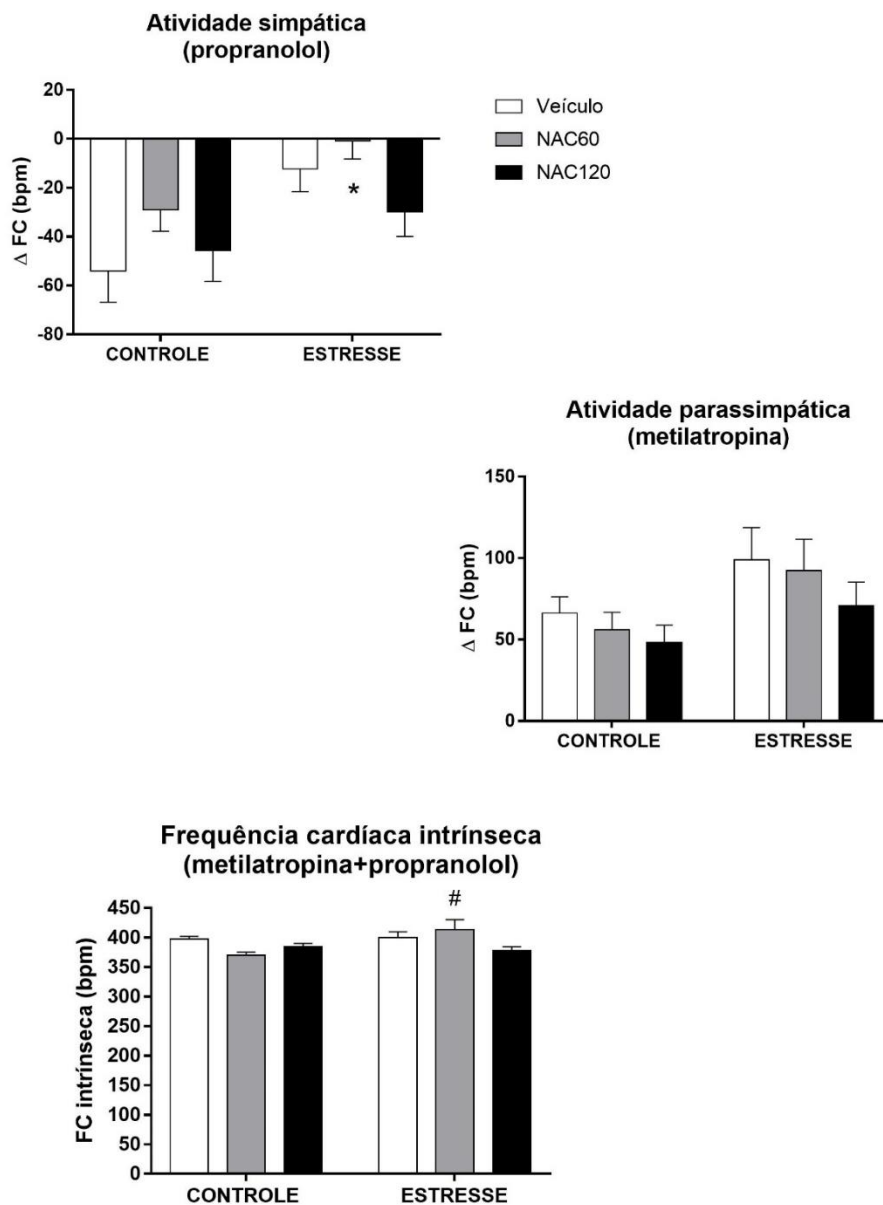 Atividade simpática
(propranolol)
20
0
-20
-40
-60
-80
Δ FC (bpm)
*
CONTROLE
ESTRESSE
Veículo
NAC60
NAC120
Atividade parassimpática
(metilatropina)
150
100
50
0
Δ FC (bpm)
CONTROLE
ESTRESSE
Frequência cardíaca intrínseca
(metilatropina+propranolol)
#
450
400
350
300
250
200
150
100
50
0
FC intrínseca (bpm)
CONTROLE
ESTRESSE